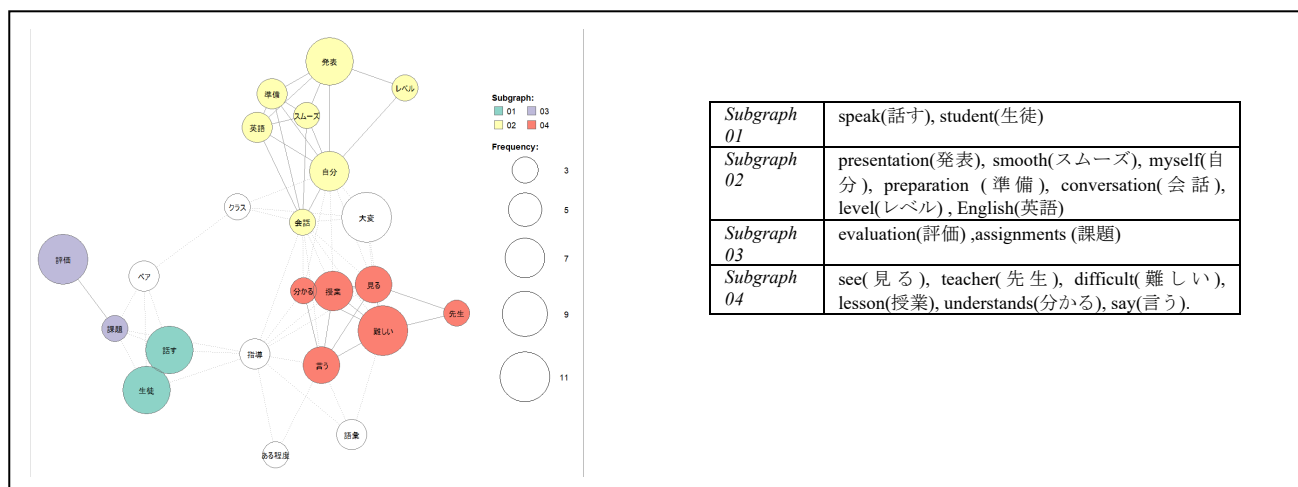 発表
レベル
準備
スムーズ
英語
Subgraph:
01 03
02 04
Frequency:
3
自分
クラス
大変
5
会話
評価
ペア
7
見る
分かる
授業
先生
9
課題
難しい
話す
指導
言う
11
生徒
語彙
ある程度
Subgraph 01
speak(話す), student(生徒)
Subgraph 02
presentation(発表), smooth(スムーズ), myself(自
分), preparation (準備), conversation(会話),
level(レベル) , English(英語)
Subgraph 03
evaluation(評価) ,assignments (課題)
Subgraph 04
see(見る), teacher(先生), difficult(難しい),
lesson(授業), understands(分かる), say(言う).